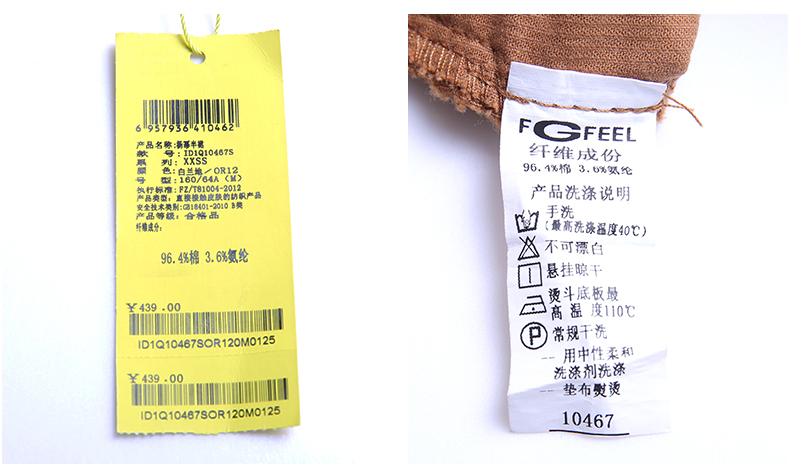 6 957936 410462
产品名称:杨幂半裙
款 号: ID1Q10467S
系 列: XXSS
颜 色: 白兰地/OR12
号 型: 160/64A (M)
执行标准: FZ/T81004-2012
产品类型: 直接接触皮肤的纺织产品
安全技术类别:GB18401-2010 B类
产品等级: 合格品
纤维成分:
96.4%棉 3.6%氨纶
¥439.00
ID1Q10467SOR120M0125
¥439.00
ID1Q10467SOR120M0125
FGFEEL
纤维成份
96.4%棉 3.6%氨纶
产品洗涤说明
手洗
(最高洗涤温度40℃)
不可漂白
悬挂晾干
熨斗底板最
高温 度110℃
P 常规干洗
-- 用中性柔和
洗涤剂洗涤
-- 垫布熨烫
10467